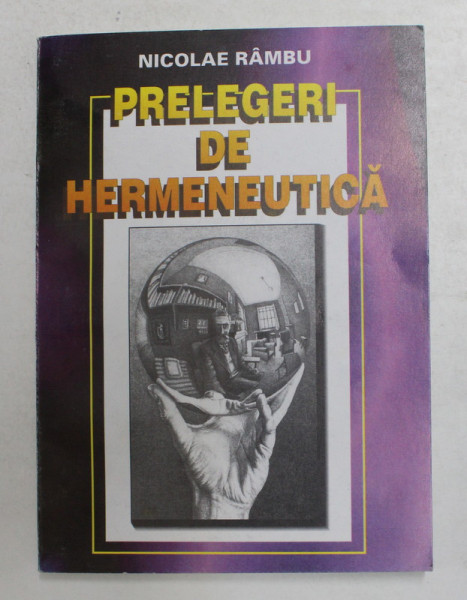 NICOLAE RÂMBU
PRELEGERI
DE
HERMENEUTICĂ